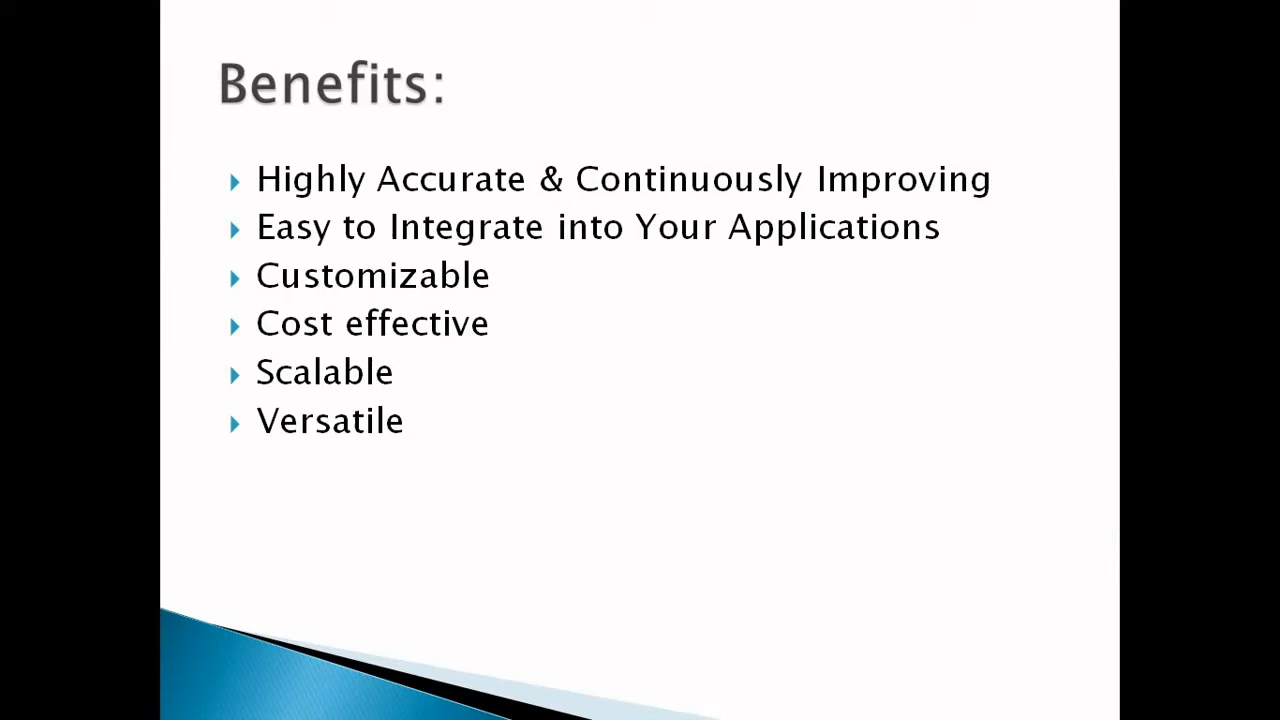 Benefits:
Highly Accurate & Continuously Improving
Easy to Integrate into Your Applications
Customizable
Cost effective
Scalable
Versatile